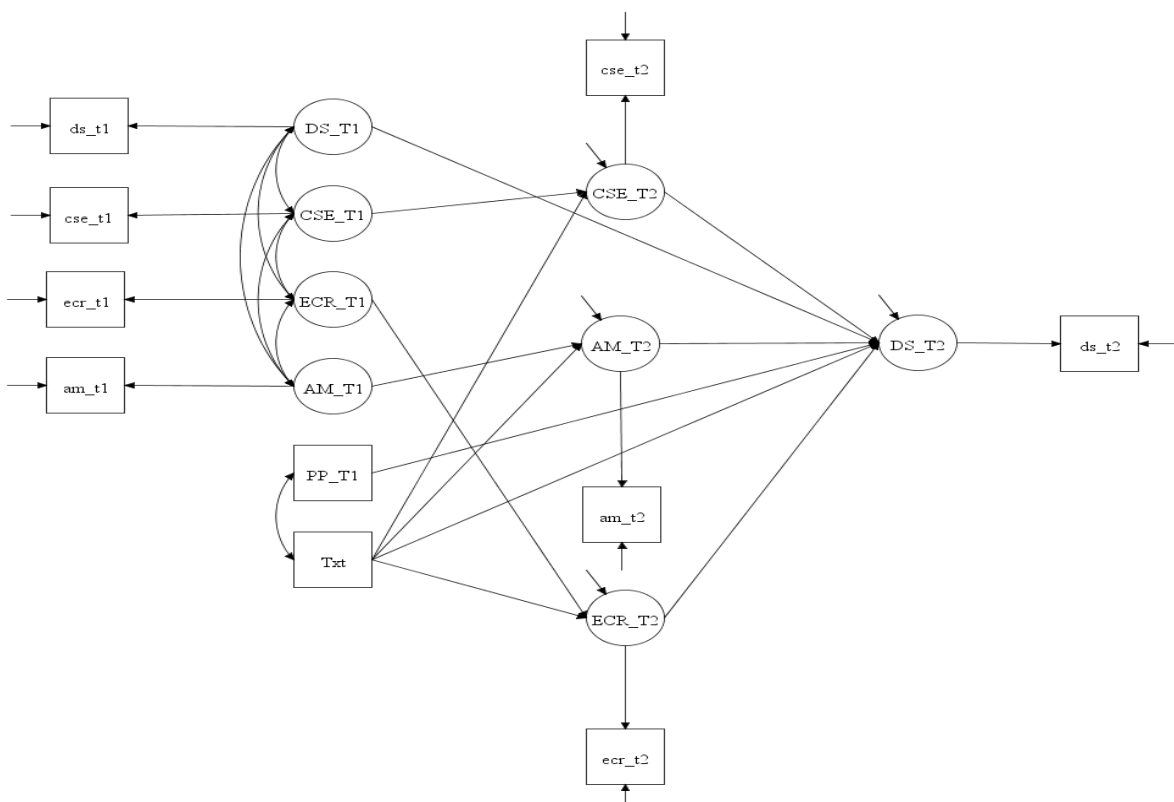 cse_t2
ds_t1
DS_T1
cse_t1
CSE_T1
CSE_T2
ecr_t1
ECR_T1
AM_T2
DS_T2
ds_t2
am_t1
AM_T1
PP_T1
am_t2
Txt
ECR_T2
ecr_t2